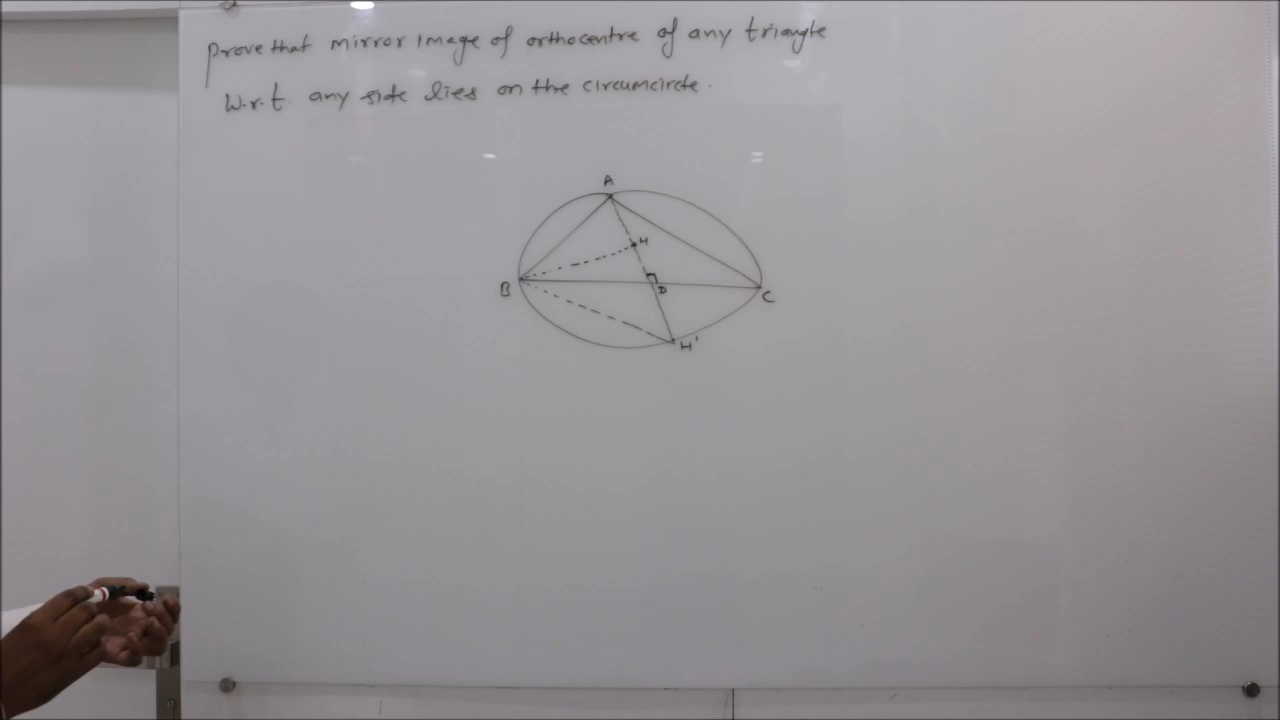 Prove that mirror image of orthocentre of any triangle
w.r.t. any side lies on the circumcircle.
A
H
B
D
C
H'